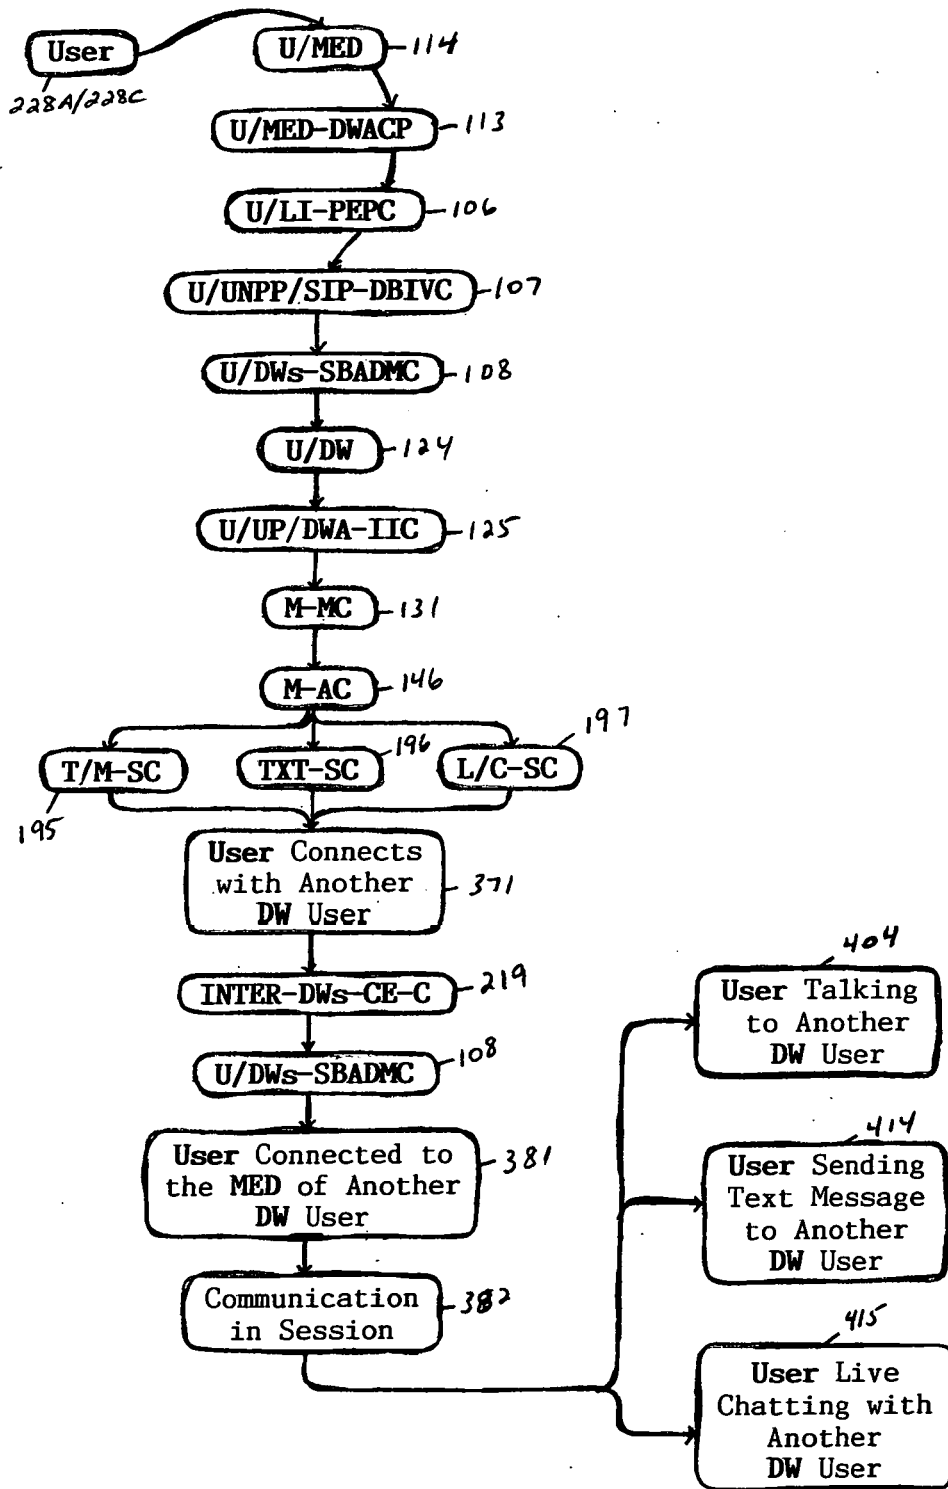 User
228A/228C
U/MED
114
U/MED-DWACP
113
U/LI-PEPC
106
U/UNPP/SIP-DBIVC
107
U/DWs-SBADMC
108
U/DW
124
U/UP/DWA-IIC
125
M-MC
131
M-AC
146
T/M-SC
195
TXT-SC
196
L/C-SC
197
User Connects
with Another
DW User
371
INTER-DWs-CE-C
219
U/DWs-SBADMC
108
User Connected to
the MED of Another
DW User
381
Communication
in Session
382
404
User Talking
to Another
DW User
414
User Sending
Text Message
to Another
DW User
415
User Live
Chatting with
Another
DW User